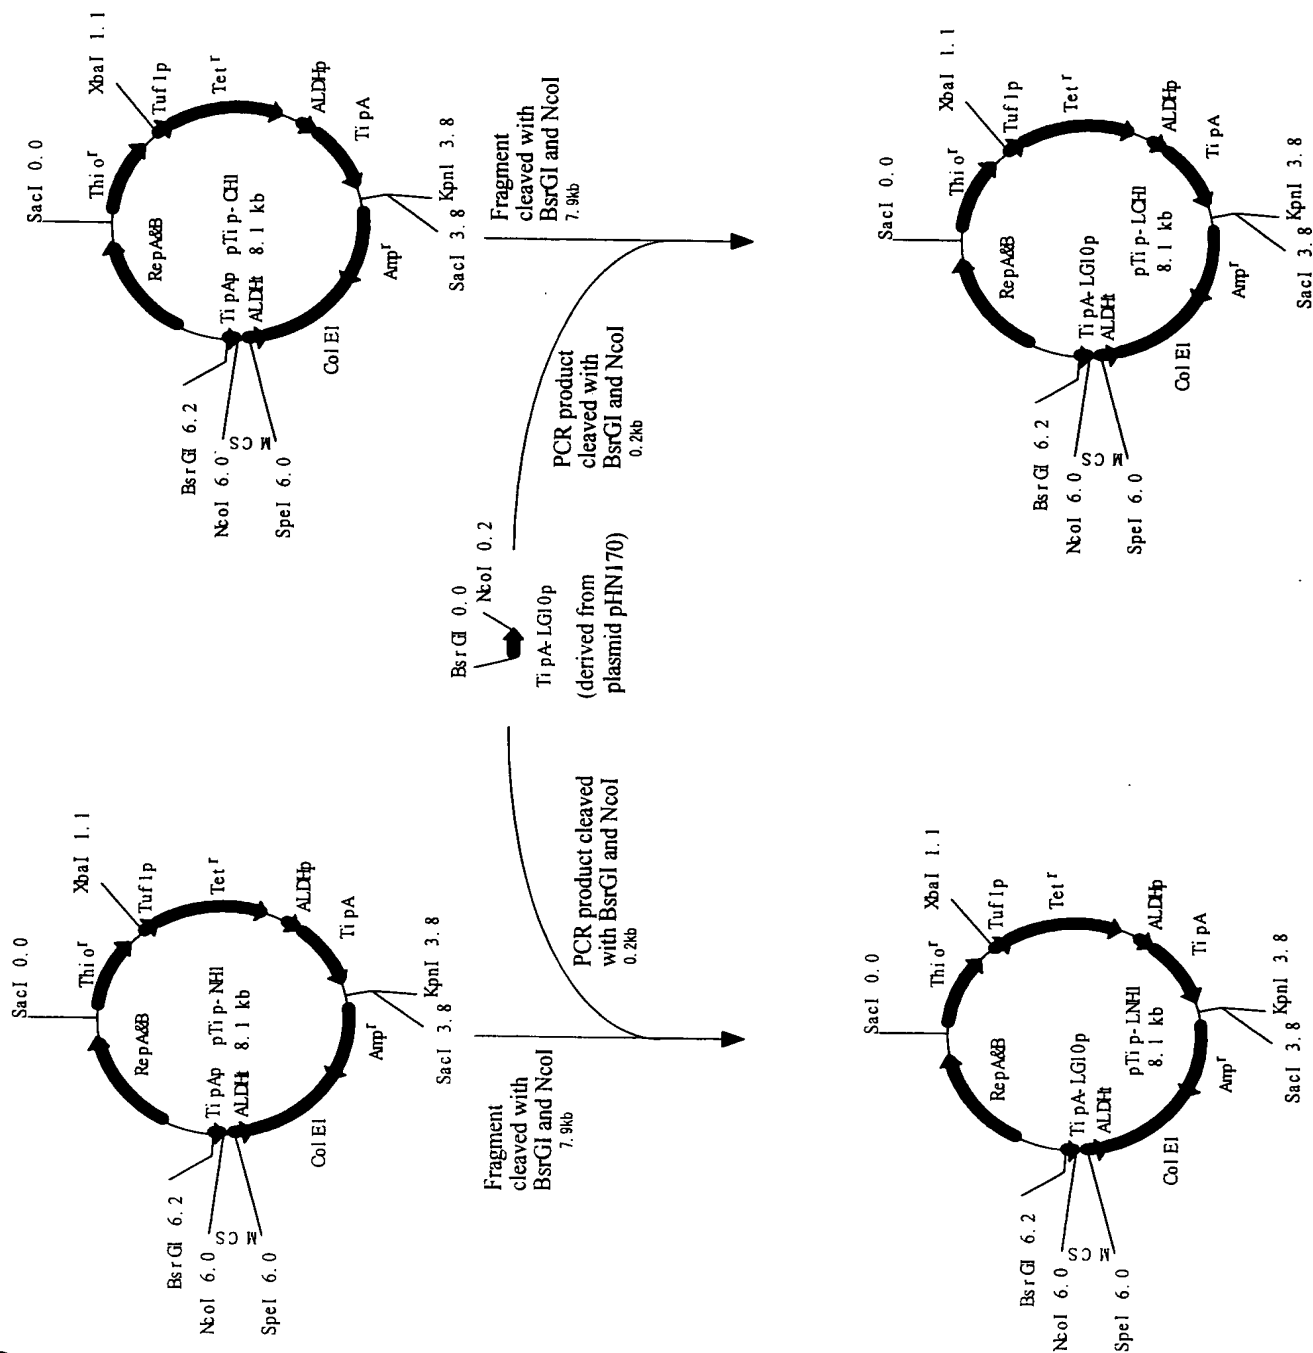 SacI 0.0
XbaI 1.1
Thio^r
Tuf1p
Tet^r
RepA&B
ALDHp
TipAp
pTip-NH1
8.1 kb
ALDHt
TipA
BsrGI 6.2
NcoI 6.0
MCS
SpeI 6.0
ColE1
Amp^r
KpnI 3.8
SacI 3.8
SacI 0.0
XbaI 1.1
Thio^r
Tuf1p
Tet^r
RepA&B
ALDHp
TipAp
pTip-CH1
8.1 kb
ALDHt
TipA
BsrGI 6.2
NcoI 6.0
MCS
SpeI 6.0
ColE1
Amp^r
KpnI 3.8
SacI 3.8
Fragment
cleaved with
BsrGI and NcoI
7.9kb
PCR product cleaved
with BsrGI and NcoI
0.2kb
BsrGI 0.0
NcoI 0.2
TipA-LG10p
(derived from
plasmid pHN170)
PCR product
cleaved with
BsrGI and NcoI
0.2kb
Fragment
cleaved with
BsrGI and NcoI
7.9kb
SacI 0.0
XbaI 1.1
Thio^r
Tuf1p
Tet^r
RepA&B
ALDHp
TipA-LG10p
ALDHt
pTip-LNH1
8.1 kb
TipA
BsrGI 6.2
NcoI 6.0
MCS
SpeI 6.0
ColE1
Amp^r
KpnI 3.8
SacI 3.8
SacI 0.0
XbaI 1.1
Thio^r
Tuf1p
Tet^r
RepA&B
ALDHp
TipA-LG10p
ALDHt
pTip-LCH1
8.1 kb
TipA
BsrGI 6.2
NcoI 6.0
MCS
SpeI 6.0
ColE1
Amp^r
KpnI 3.8
SacI 3.8